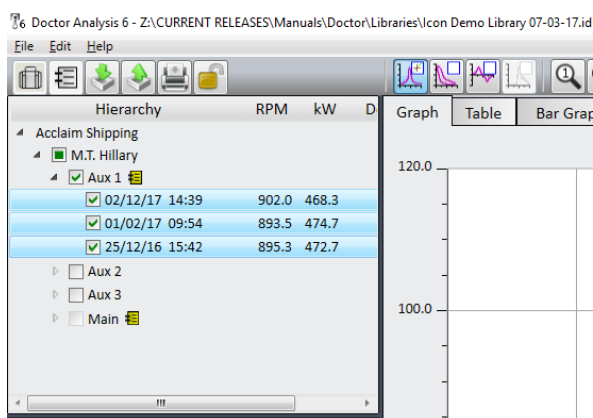 Doctor Analysis 6 - Z:\CURRENT RELEASES\Manuals\Doctor\Libraries\Icon Demo Library 07-03-17.id
File Edit Help
Hierarchy RPM kW D
Graph Table Bar Grap
Acclaim Shipping
M.T. Hillary
Aux 1
02/12/17 14:39 902.0 468.3
01/02/17 09:54 893.5 474.7
25/12/16 15:42 895.3 472.7
Aux 2
Aux 3
Main
120.0
100.0